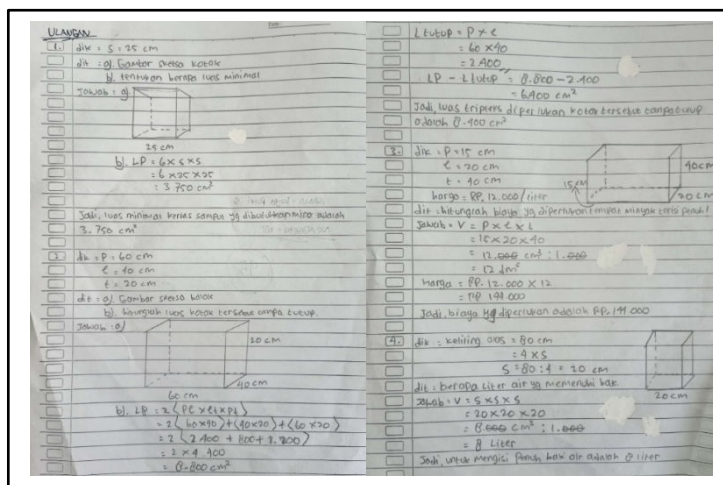 ULANGAN
1. dik = s = 25 cm
dit = a). Gambar sketsa kotak
b). tentukan berapa luas minimal
Jawab = a)
25 cm
b). LP = 6 x s x s
= 6 x 25 x 25
= 3 750 cm²
Jadi, luas minimal kertas sampul yg dibutuhkan mira adalah
3. 750 cm²
2. dik = P = 60 cm
l = 40 cm
t = 20 cm
dit = a). Gambar sketsa balok
b). hitunglah luas kotak tersebut tanpa tutup.
Jawab = a)
20 cm
40 cm
60 cm
b). LP = 2 (Pl x lt x pt)
= 2 (60x40) + (40x20) + (60 x 20)
= 2 (2.400 + 800 + 1.200)
= 2 x 4.400
= 8.800 cm²
L tutup = P x l
= 60 x 40
= 2.400
LP - L tutup = 8.800 - 2.400
= 6.400 cm²
Jadi, luas tripleks diperlukan kotak tersebut tanpa tutup
adalah 8.400 cm²
3. dik = P = 15 cm
l = 20 cm
t = 40 cm
harga = RP. 12.000 / liter
40 cm
15 cm
20 cm
dit = hitunglah biaya yg diperlukan tempat minyak terisi penuh!
Jawab = V = P x l x t
= 15 x 20 x 40
= 12.000 cm³ : 1.000
= 12 dm³
harga = RP. 12.000 x 12
= RP 144.000
Jadi, biaya yg diperlukan adalah RP. 144.000
4. dik = keliling alas = 80 cm
= 4 x s
s = 80 : 4 = 20 cm
dit = berapa liter air yg memenuhi bak
20 cm
Jawab = V = s x s x s
= 20 x 20 x 20
= 8.000 cm³ : 1.000
= 8 Liter
Jadi, untuk mengisi penuh bak air adalah 8 liter